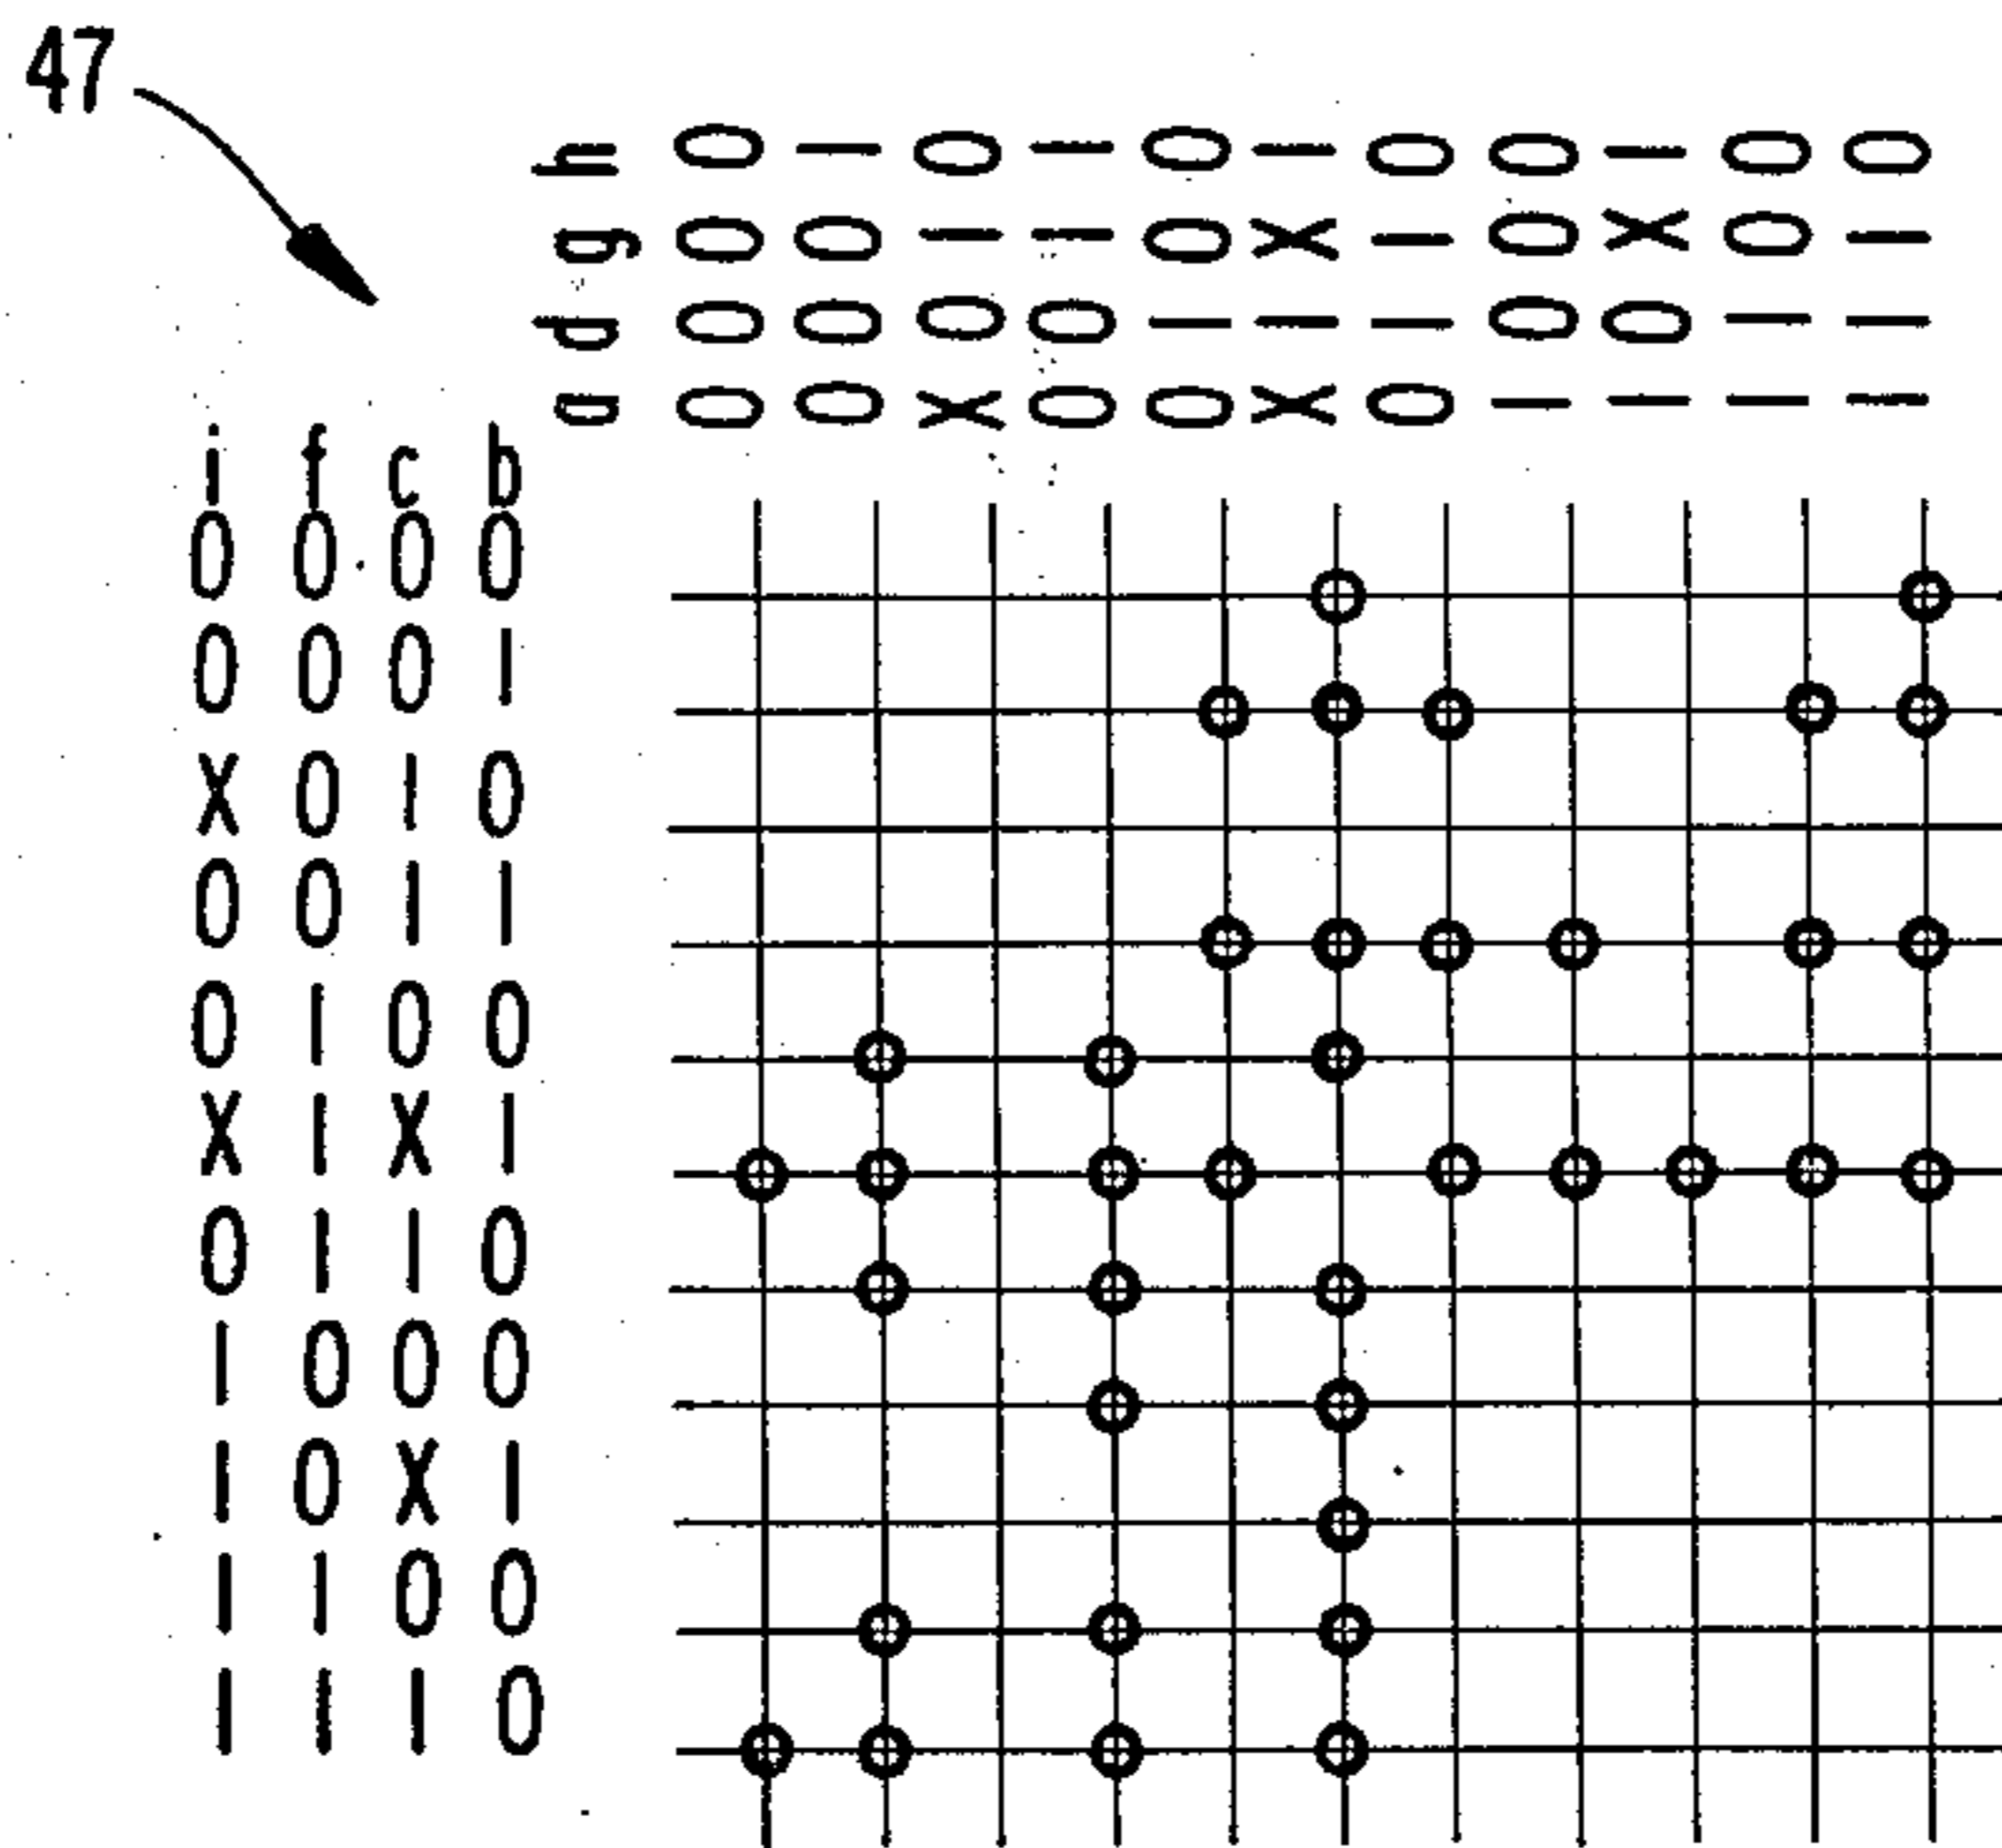 47
h 0 1 0 1 0 1 0 0 1 0 0
g 0 0 1 1 0 X 1 0 X 0 1
d 0 0 0 0 1 1 1 0 0 1 1
a 0 0 X 0 0 X 0 1 1 1 1
i f c b
0 0 0 0
0 0 0 1
X 0 1 0
0 0 1 1
0 1 0 0
X 1 X 1
0 1 1 0
1 0 0 0
1 0 X 1
1 1 0 0
1 1 1 0